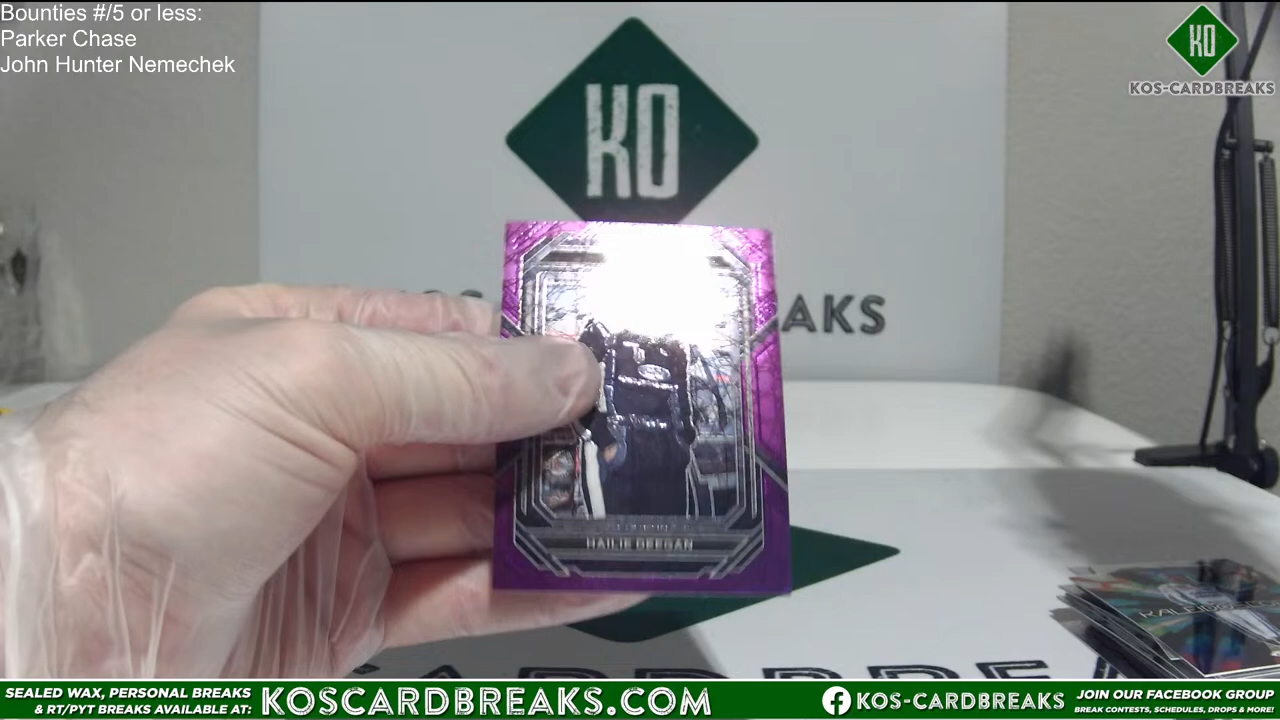 Bounties #/5 or less:
Parker Chase
John Hunter Nemechek
KO
KOS-CARDBREAKS
KO
AKS
HAILIE DEEGAN
SEALED WAX, PERSONAL BREAKS
& RT/PYT BREAKS AVAILABLE AT:
KOSCARDBREAKS.COM
KOS-CARDBREAKS
JOIN OUR FACEBOOK GROUP
BREAK CONTESTS, SCHEDULES, DROPS & MORE!